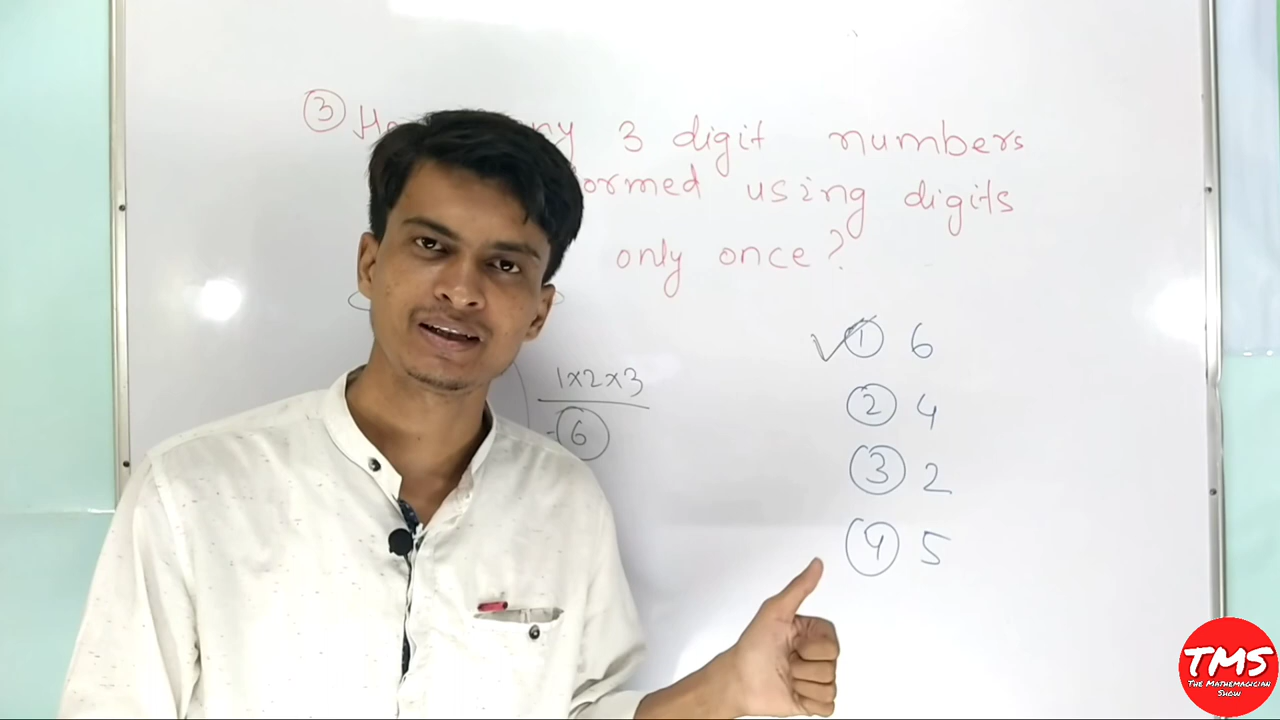 ③ 3 digit numbers
formed using digits
only once?
1x2x3
6
✓ ① 6
② 4
③ 2
④ 5
TMS
THE MATHEMAGICIAN
SHOW